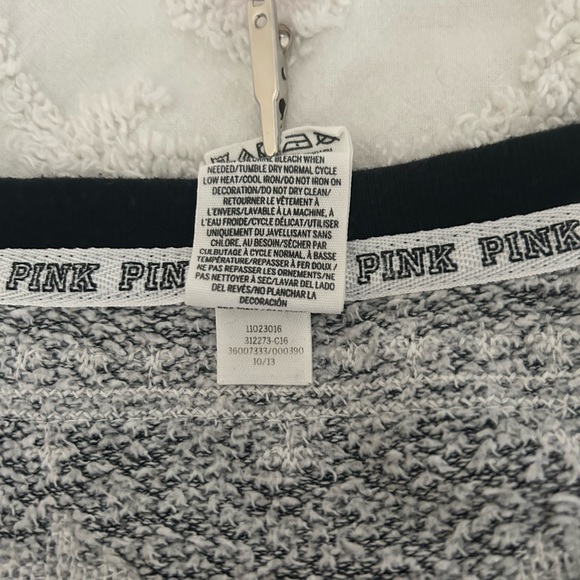 CHLORINE BLEACH WHEN
NEEDED/TUMBLE DRY NORMAL CYCLE
LOW HEAT/COOL IRON/DO NOT IRON ON
DECORATION/DO NOT DRY CLEAN/
RETOURNER LE VÊTEMENT À
L'ENVERS/LAVABLE À LA MACHINE, À
L'EAU FROIDE/CYCLE DÉLICAT/UTILISER
UNIQUEMENT DU JAVELLISANT SANS
CHLORE, AU BESOIN/SÉCHER PAR
CULBUTAGE À CYCLE NORMAL, À BASSE
TEMPÉRATURE/REPASSER À FER DOUX/
NE PAS REPASSER LES ORNEMENTS/NE
PAS NETTOYER À SEC/LAVAR DEL LADO
DEL REVÉS/NO PLANCHAR LA
DECORACIÓN
PINK PINK PINK PINK
11023016
312273-C16
36007333/000390
10/13